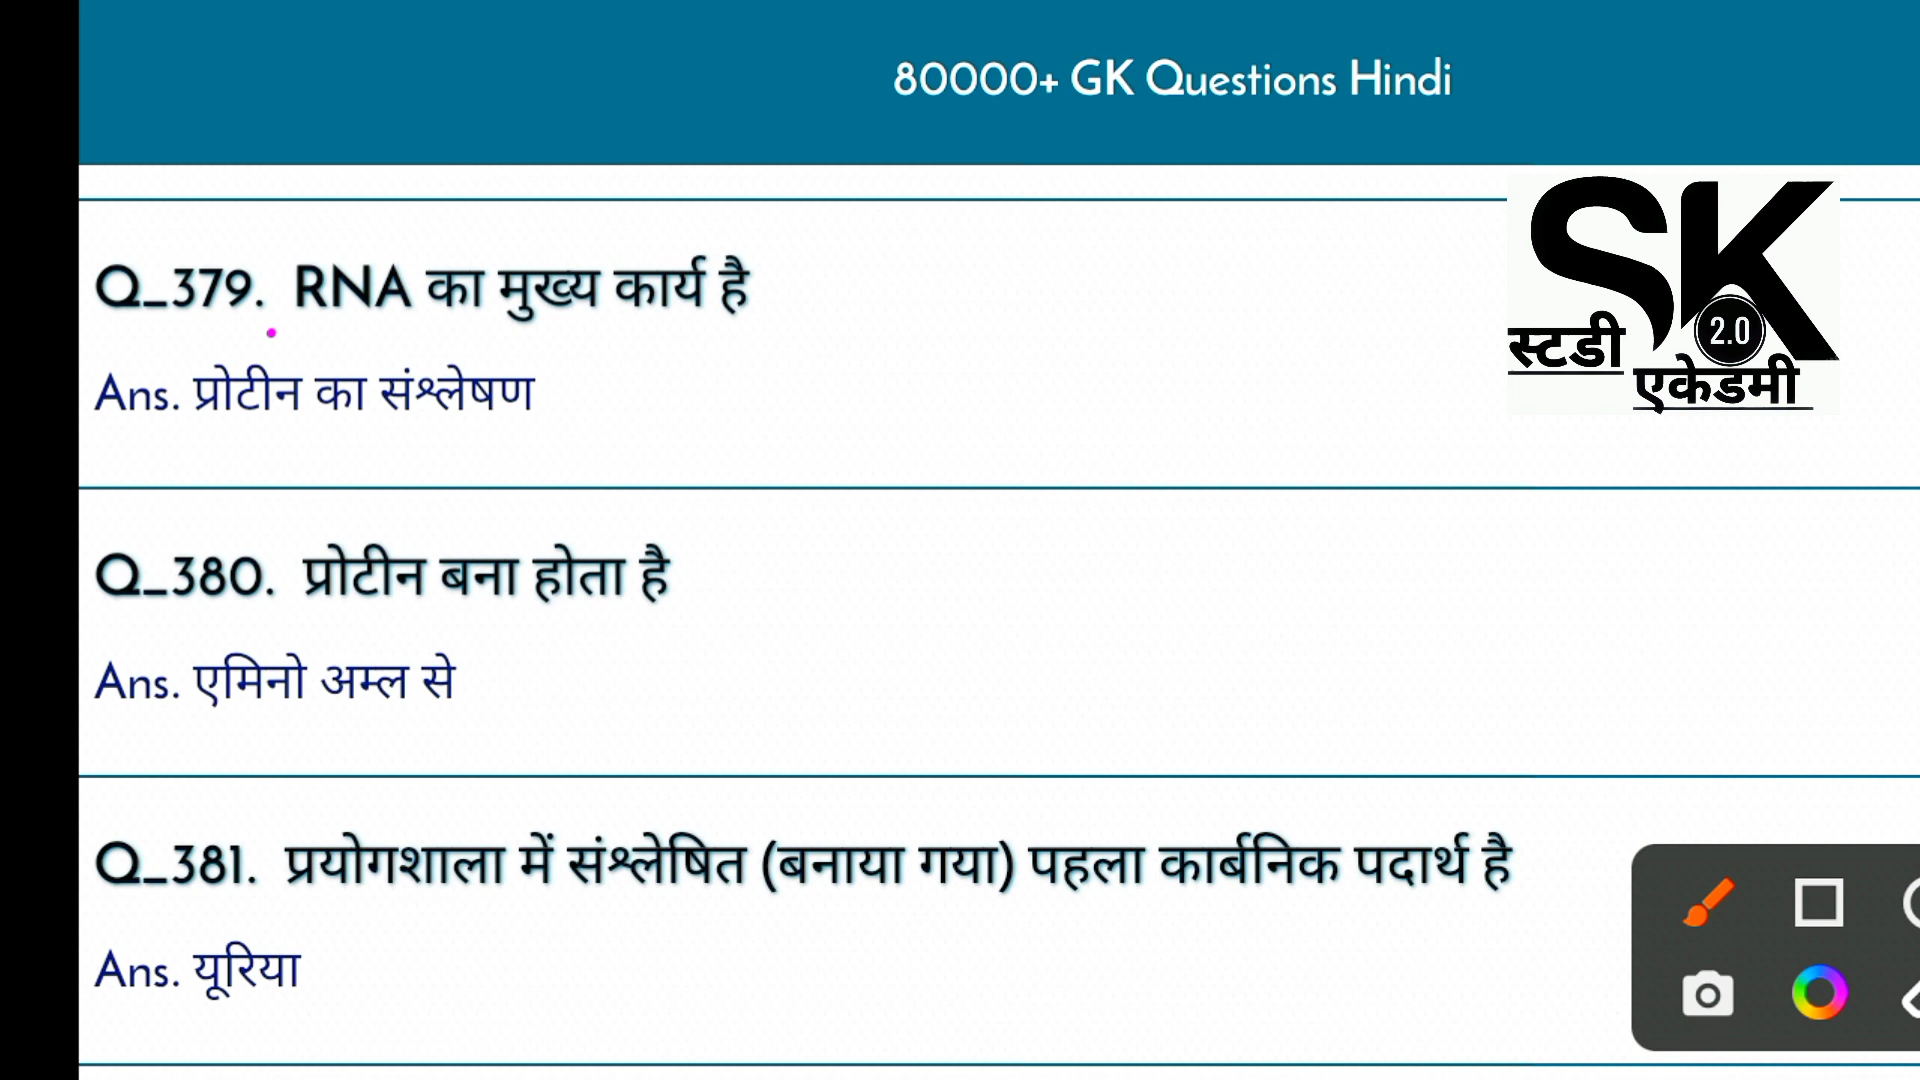 80000+ GK Questions Hindi
SK
2.0
स्टडी
एकेडमी
Q_379. RNA का मुख्य कार्य है
Ans. प्रोटीन का संश्लेषण
Q_380. प्रोटीन बना होता है
Ans. एमिनो अम्ल से
Q_381. प्रयोगशाला में संश्लेषित (बनाया गया) पहला कार्बनिक पदार्थ है
Ans. यूरिया